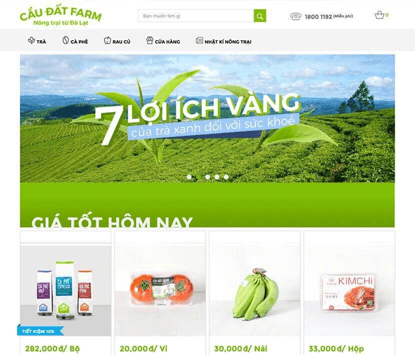 CẦU ĐẤT FARM
Nông trại từ Đà Lạt
Bạn muốn tìm gì
1800 1192 (Miễn phí)
0
TRÀ
CÀ PHÊ
RAU CỦ
CỬA HÀNG
NHẬT KÍ NÔNG TRẠI
7 LỢI ÍCH VÀNG
của trà xanh đối với sức khoẻ
GIÁ TỐT HÔM NAY
KIMCHI
TIẾT KIỆM 10%
282,000đ/ Bộ
20,000đ/ Vỉ
30,000đ/ Nải
33,000đ/ Hộp